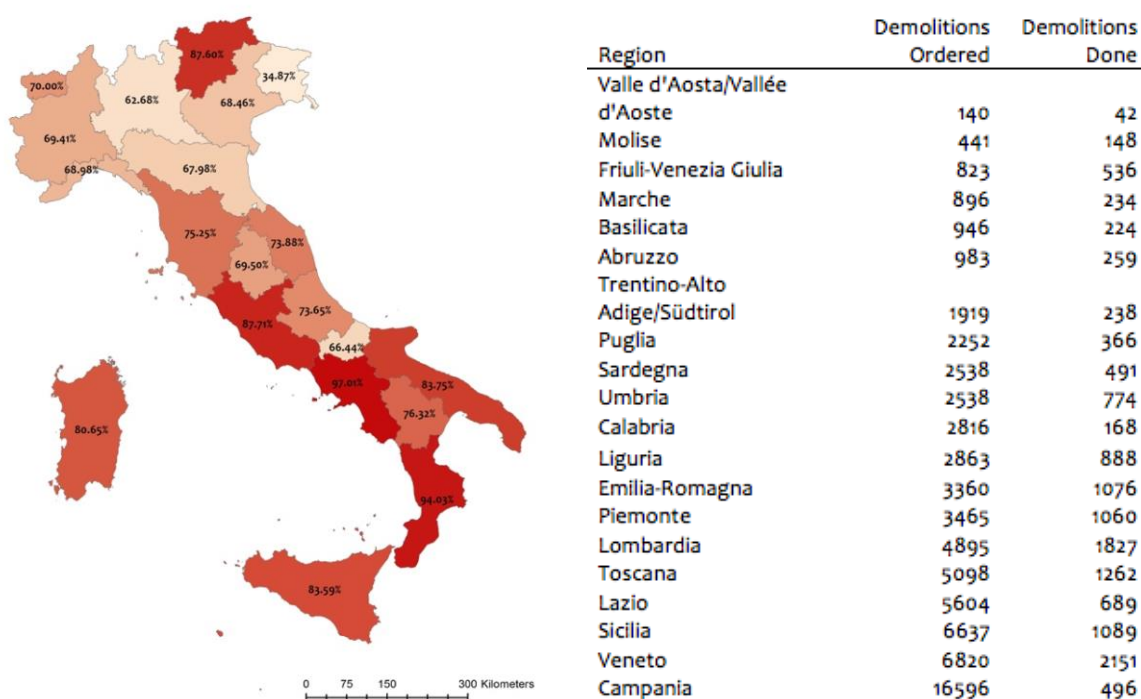 87.60%
34.87%
70.00%
62.68%
68.46%
69.41%
68.98%
67.98%
75.25%
73.88%
69.50%
73.65%
87.71%
66.44%
97.01%
83.75%
76.32%
80.65%
94.03%
83.59%
0 75 150 300 Kilometers
Demolitions Demolitions
Region Ordered Done
Valle d'Aosta/Vallée
d'Aoste 140 42
Molise 441 148
Friuli-Venezia Giulia 823 536
Marche 896 234
Basilicata 946 224
Abruzzo 983 259
Trentino-Alto
Adige/Südtirol 1919 238
Puglia 2252 366
Sardegna 2538 491
Umbria 2538 774
Calabria 2816 168
Liguria 2863 888
Emilia-Romagna 3360 1076
Piemonte 3465 1060
Lombardia 4895 1827
Toscana 5098 1262
Lazio 5604 689
Sicilia 6637 1089
Veneto 6820 2151
Campania 16596 496